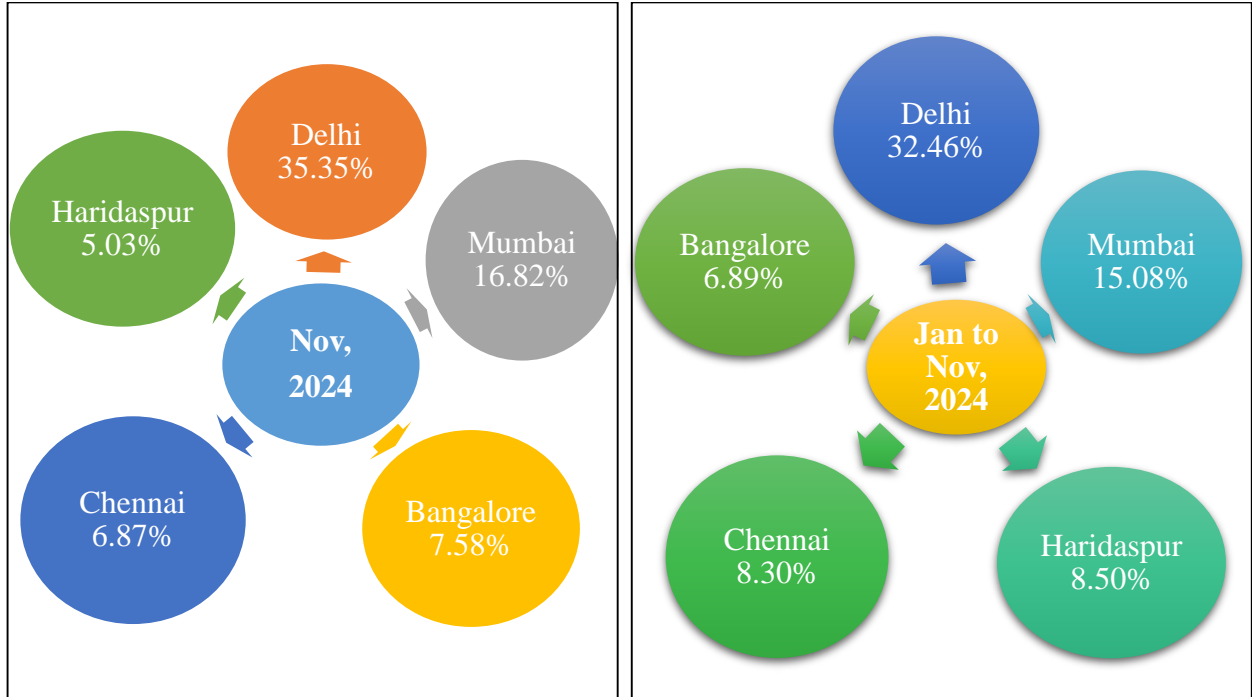 Delhi
35.35%
Mumbai
16.82%
Bangalore
7.58%
Chennai
6.87%
Haridaspur
5.03%
Nov,
2024
Delhi
32.46%
Mumbai
15.08%
Haridaspur
8.50%
Chennai
8.30%
Bangalore
6.89%
Jan to
Nov,
2024